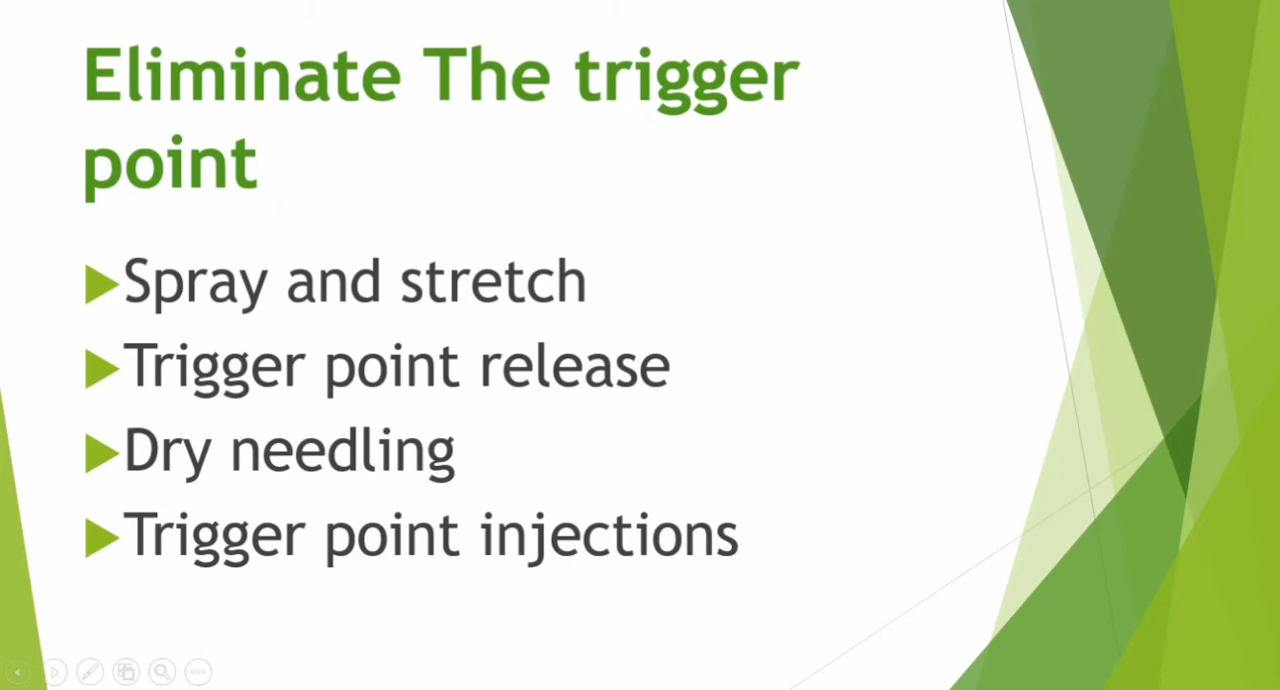 Eliminate The trigger
point
Spray and stretch
Trigger point release
Dry needling
Trigger point injections